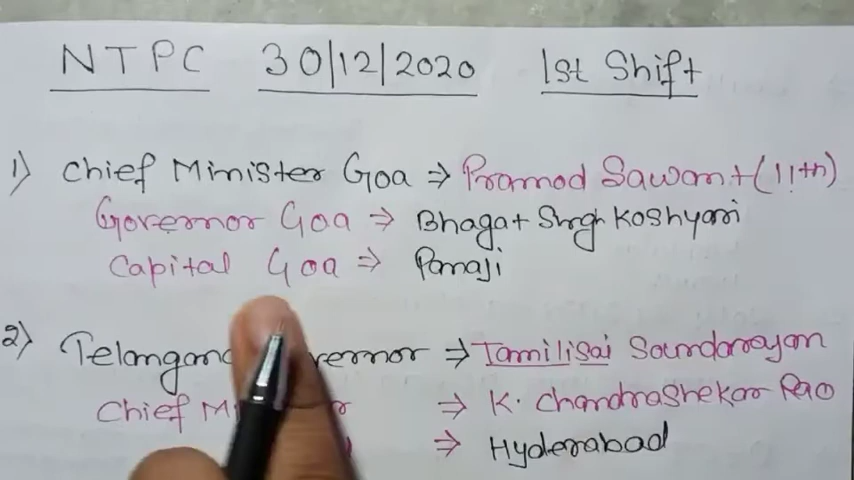 NTPC 30/12/2020 1st Shift
1) Chief Minister Goa ⇒ Pramod Sawant (11th)
Governor Goa ⇒ Bhagat Singh Koshyari
Capital Goa ⇒ Panaji
2) ⇒ Tamilisai Soundarayan
Chief ⇒ K. Chandrashekar Rao
⇒ Hyderabad